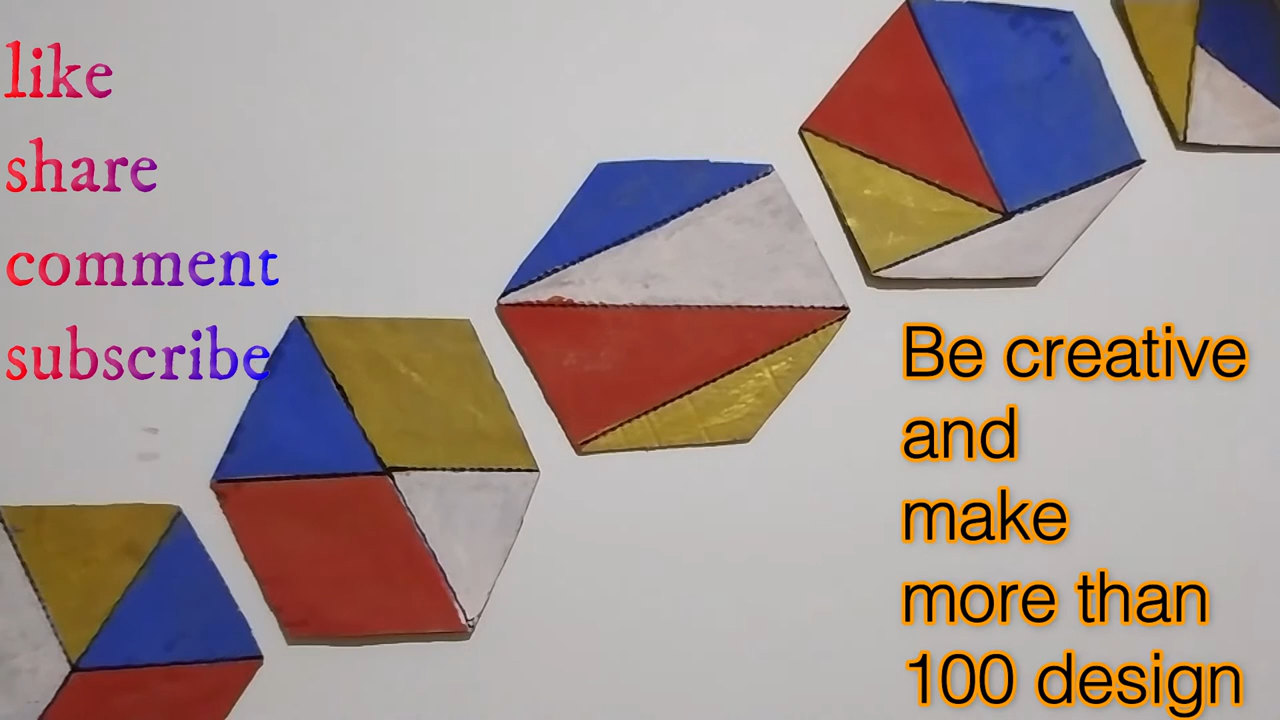 like
share
comment
subscribe
Be creative
and
make
more than
100 design